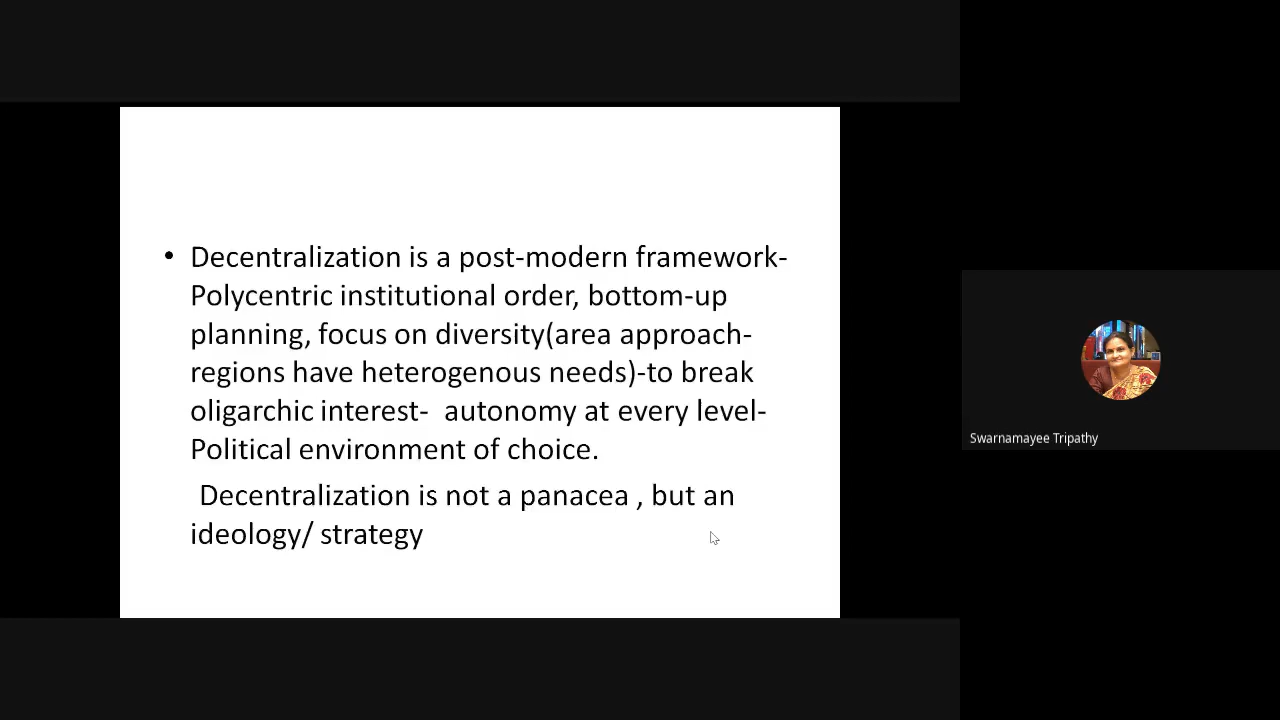 • Decentralization is a post-modern framework-
Polycentric institutional order, bottom-up
planning, focus on diversity(area approach-
regions have heterogenous needs)-to break
oligarchic interest-  autonomy at every level-
Political environment of choice.
Decentralization is not a panacea , but an
ideology/ strategy
Swarnamayee Tripathy